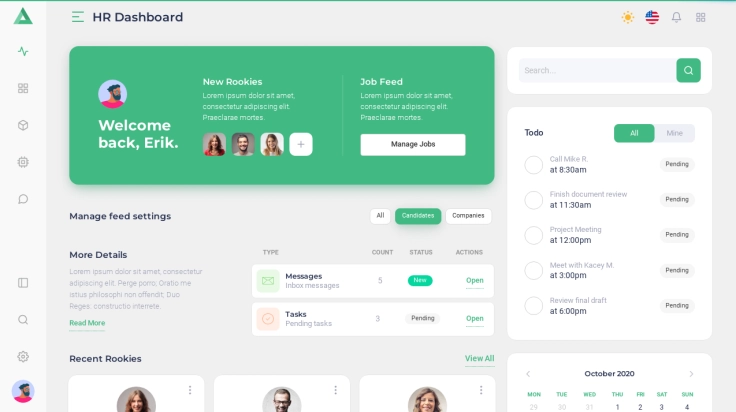 HR Dashboard
Welcome
back, Erik.
New Rookies
Lorem ipsum dolor sit amet,
consectetur adipiscing elit.
Praeclarae mortes.
Job Feed
Lorem ipsum dolor sit amet,
consectetur adipiscing elit.
Praeclarae mortes.
Manage Jobs
Manage feed settings
All
Candidates
Companies
More Details
Lorem ipsum dolor sit amet, consectetur
adipiscing elit. Perge porro; Oratio me
istius philosophi non offendit; Duo
Reges: constructio interrete.
Read More
TYPE COUNT STATUS ACTIONS
Messages
Inbox messages
5
New
Open
Tasks
Pending tasks
3
Pending
Open
Recent Rookies
View All
Search...
Todo
All
Mine
Call Mike R.
at 8:30am
Pending
Finish document review
at 11:30am
Pending
Project Meeting
at 12:00pm
Pending
Meet with Kacey M.
at 3:00pm
Pending
Review final draft
at 6:00pm
Pending
October 2020
MON TUE WED THU FRI SAT SUN
29 30 31 1 2 3 4